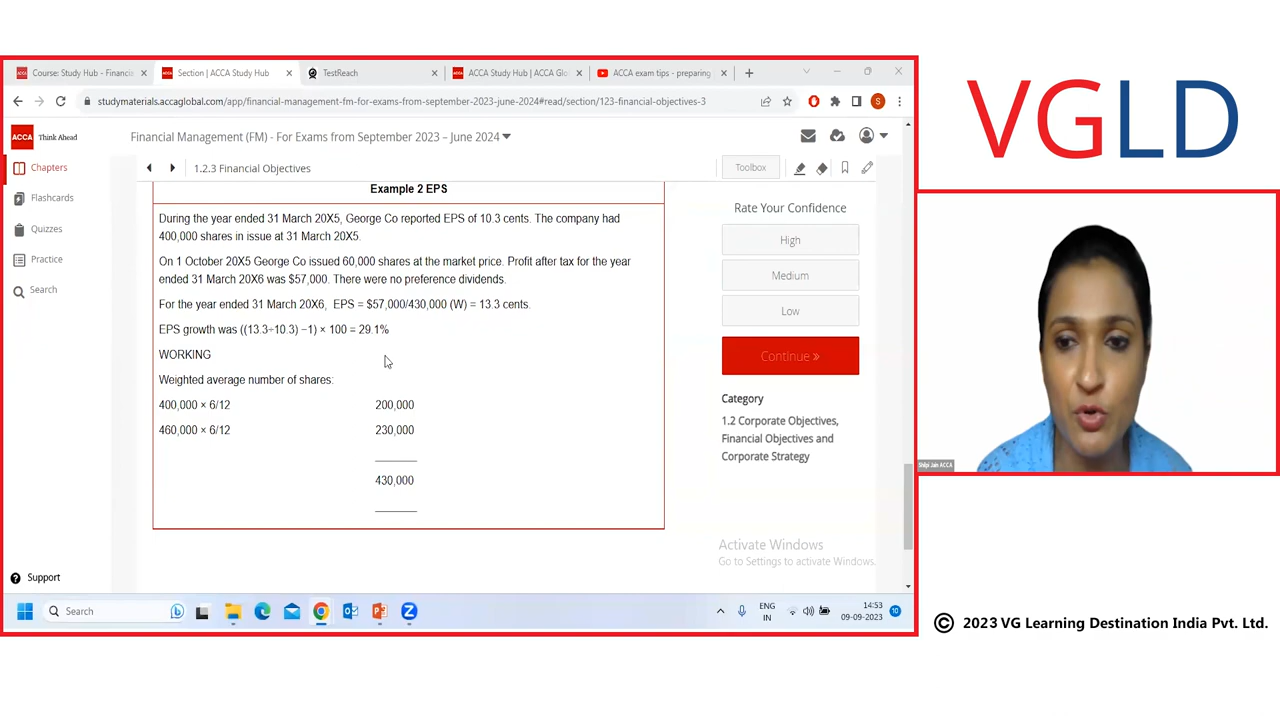 Course: Study Hub - Financi
Section | ACCA Study Hub
TestReach
ACCA Study Hub | ACCA Glo
ACCA exam tips - preparing
studymaterials.accaglobal.com/app/financial-management-fm-for-exams-from-september-2023-june-2024#read/section/123-financial-objectives-3
S
ACCA
Think Ahead
Financial Management (FM) - For Exams from September 2023 – June 2024
Chapters
Flashcards
Quizzes
Practice
Search
Support
1.2.3 Financial Objectives
Toolbox
Example 2 EPS
During the year ended 31 March 20X5, George Co reported EPS of 10.3 cents. The company had
400,000 shares in issue at 31 March 20X5.
On 1 October 20X5 George Co issued 60,000 shares at the market price. Profit after tax for the year
ended 31 March 20X6 was $57,000. There were no preference dividends.
For the year ended 31 March 20X6, EPS = $57,000/430,000 (W) = 13.3 cents.
EPS growth was ((13.3÷10.3) −1) × 100 = 29.1%
WORKING
Weighted average number of shares:
400,000 × 6/12 200,000
460,000 × 6/12 230,000
430,000
Rate Your Confidence
High
Medium
Low
Continue »
Category
1.2 Corporate Objectives,
Financial Objectives and
Corporate Strategy
Activate Windows
Go to Settings to activate Windows.
Search
ENG
IN
14:53
09-09-2023
10
VGLD
Shilpi Jain ACCA
© 2023 VG Learning Destination India Pvt. Ltd.